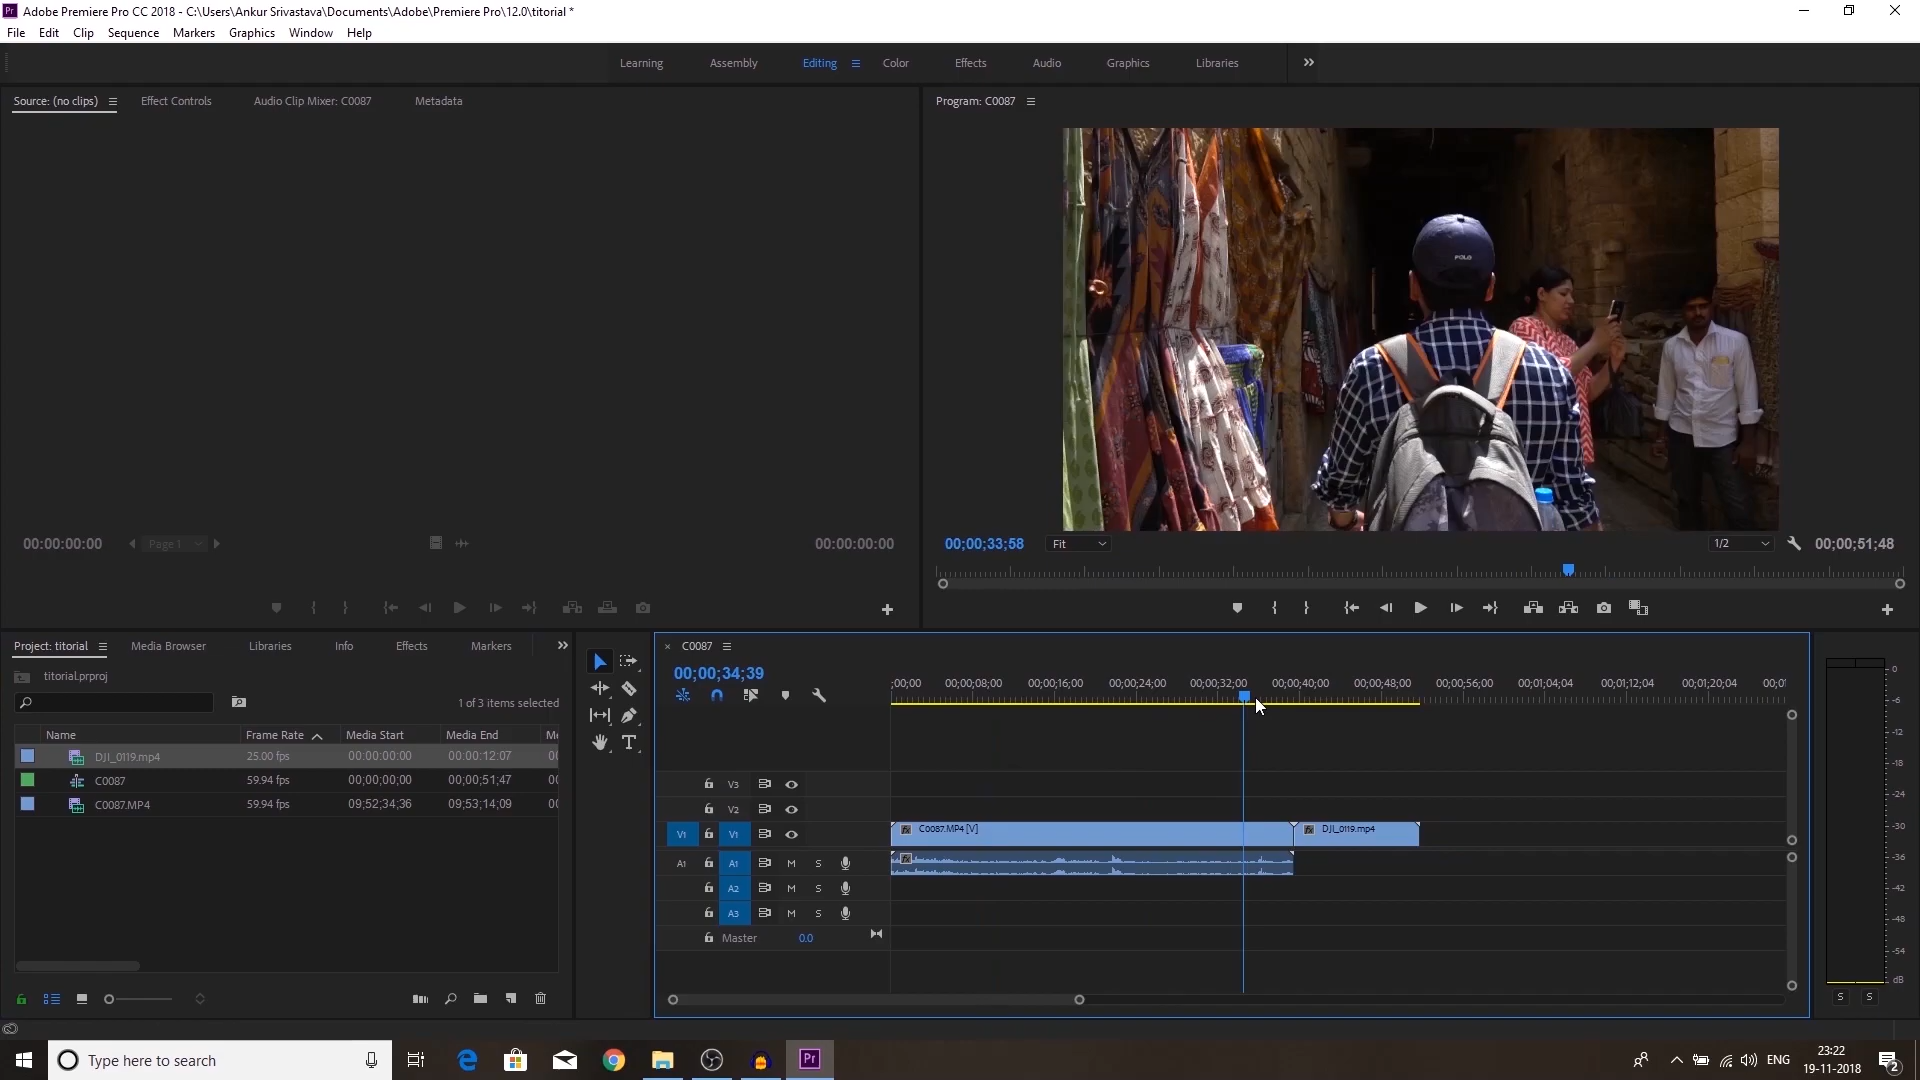 Adobe Premiere Pro CC 2018 - C:\Users\Ankur Srivastava\Documents\Adobe\Premiere Pro\12.0\titorial *
File Edit Clip Sequence Markers Graphics Window Help
Learning Assembly Editing Color Effects Audio Graphics Libraries
Source: (no clips) Effect Controls Audio Clip Mixer: C0087 Metadata
Program: C0087
POLO
00:00:00:00 Page 1 00:00:00:00
00;00;33;58 Fit 1/2 00;00;51;48
Project: titorial Media Browser Libraries Info Effects Markers
titorial.prproj
1 of 3 items selected
Name Frame Rate Media Start Media End
DJI_0119.mp4 25.00 fps 00:00:00:00 00:00:12:07
C0087 59.94 fps 00;00;00;00 00;00;51;47
C0087.MP4 59.94 fps 09;52;34;36 09;53;14;09
C0087
00;00;34;39
;00;00 00;00;08;00 00;00;16;00 00;00;24;00 00;00;32;00 00;00;40;00 00;00;48;00 00;00;56;00 00;01;04;04 00;01;12;04 00;01;20;04 00;01
V3
V2
V1 V1 C0087.MP4 [V] DJI_0119.mp4
A1 A1 M S
A2 M S
A3 M S
Master 0.0
0
-6
-12
-18
-24
-30
-36
-42
-48
-54
dB
S S
Type here to search
Pr
ENG
23:22
19-11-2018
2